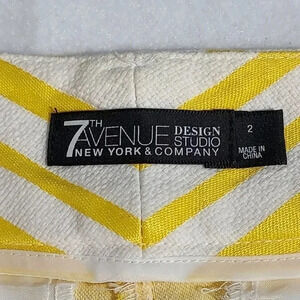 7TH AVENUE DESIGN STUDIO
NEW YORK & COMPANY
2
MADE IN
CHINA